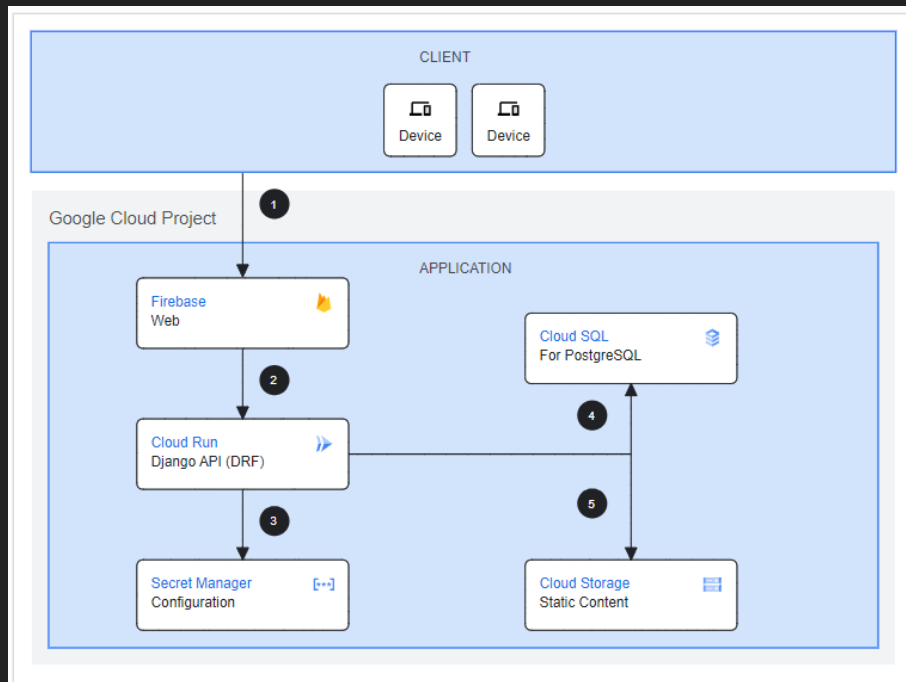 CLIENT
Device
Device
1
Google Cloud Project
APPLICATION
Firebase
Web
Cloud SQL
For PostgreSQL
2
4
Cloud Run
Django API (DRF)
3
5
Secret Manager
Configuration
Cloud Storage
Static Content